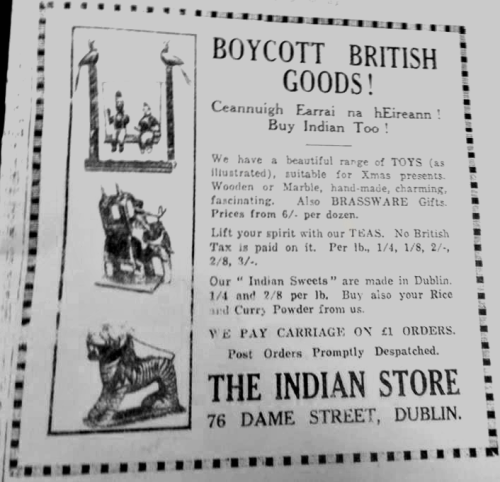 BOYCOTT BRITISH
GOODS!
Ceannuigh Earrai na hEireann!
Buy Indian Too!
We have a beautiful range of TOYS (as
illustrated), suitable for Xmas presents.
Wooden or Marble, hand-made, charming,
fascinating. Also BRASSWARE Gifts.
Prices from 6/- per dozen.
Lift your spirit with our TEAS. No British
Tax is paid on it. Per lb., 1/4, 1/8, 2/-,
2/8, 3/-.
Our "Indian Sweets" are made in Dublin.
1/4 and 2/8 per lb. Buy also your Rice
and Curry Powder from us.
WE PAY CARRIAGE ON £1 ORDERS.
Post Orders Promptly Despatched.
THE INDIAN STORE
76 DAME STREET, DUBLIN.